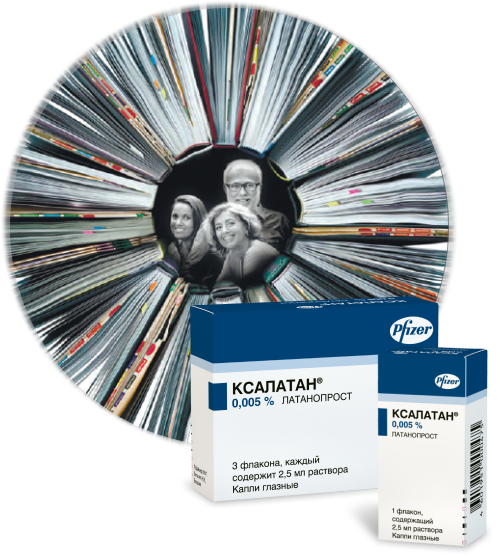 Pfizer
КСАЛАТАН®
0,005 % ЛАТАНОПРОСТ
3 флакона, каждый
содержит 2,5 мл раствора
Капли глазные
Pfizer
КСАЛАТАН®
0,005 %
ЛАТАНОПРОСТ
1 флакон,
содержащий
2,5 мл раствора
Капли глазные